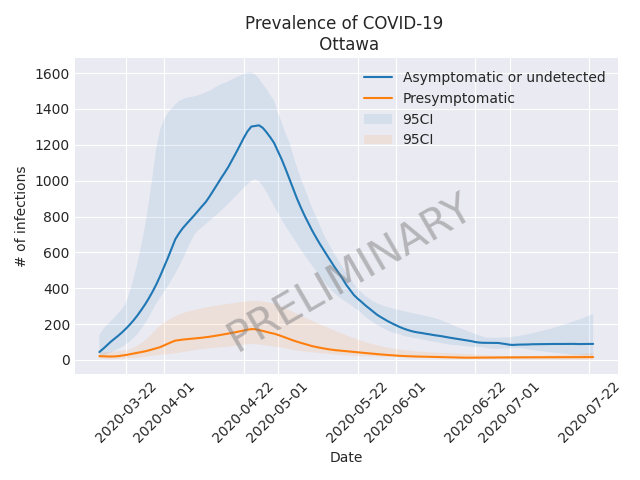 Prevalence of COVID-19
Ottawa
1600
1400
1200
1000
800
600
400
200
0
# of infections
Asymptomatic or undetected
Presymptomatic
95CI
95CI
PRELIMINARY
2020-03-22
2020-04-01
2020-04-22
2020-05-01
2020-05-22
2020-06-01
2020-06-22
2020-07-01
2020-07-22
Date